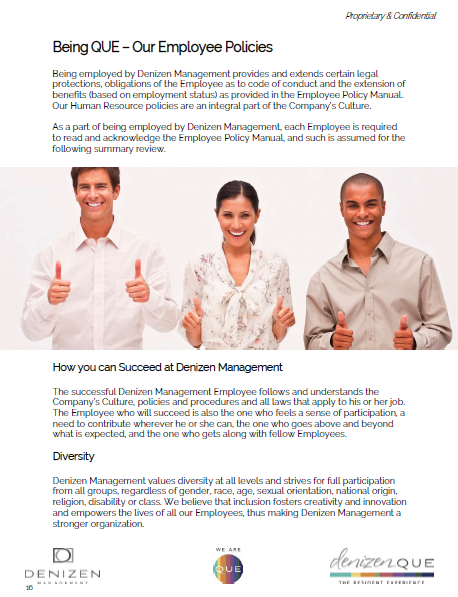 Proprietary & Confidential
Being QUE – Our Employee Policies
Being employed by Denizen Management provides and extends certain legal
protections, obligations of the Employee as to code of conduct and the extension of
benefits (based on employment status) as provided in the Employee Policy Manual.
Our Human Resource policies are an integral part of the Company's Culture.
As a part of being employed by Denizen Management, each Employee is required
to read and acknowledge the Employee Policy Manual, and such is assumed for the
following summary review.
How you can Succeed at Denizen Management
The successful Denizen Management Employee follows and understands the
Company's Culture, policies and procedures and all laws that apply to his or her job.
The Employee who will succeed is also the one who feels a sense of participation, a
need to contribute wherever he or she can, the one who goes above and beyond
what is expected, and the one who gets along with fellow Employees.
Diversity
Denizen Management values diversity at all levels and strives for full participation
from all groups, regardless of gender, race, age, sexual orientation, national origin,
religion, disability or class. We believe that inclusion fosters creativity and innovation
and empowers the lives of all our Employees, thus making Denizen Management a
stronger organization.
WE ARE
QUE
DENIZEN
MANAGEMENT
denizen QUE
THE RESIDENT EXPERIENCE
16